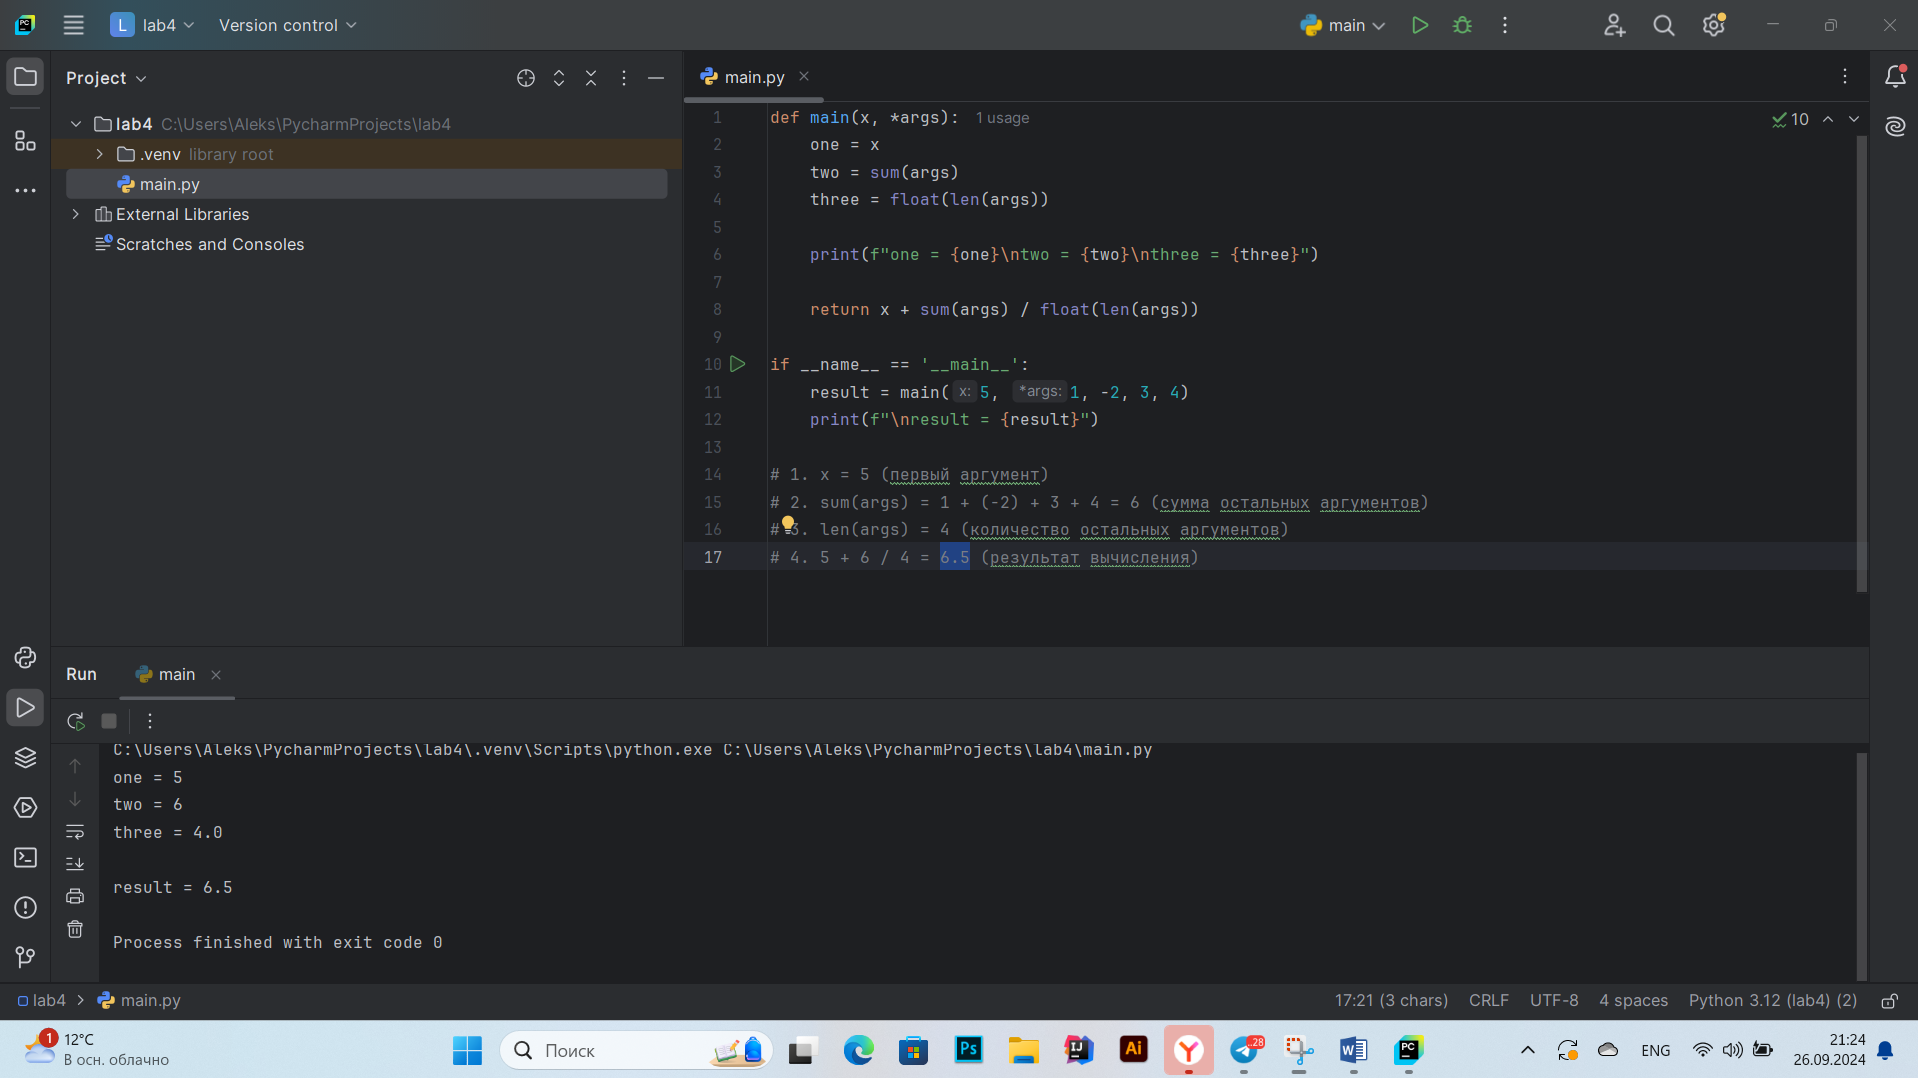 L lab4 Version control main
Project
main.py
lab4 C:\Users\Aleks\PycharmProjects\lab4
.venv library root
main.py
External Libraries
Scratches and Consoles
1 def main(x, *args): 1 usage
2 one = x
3 two = sum(args)
4 three = float(len(args))
5
6 print(f"one = {one}\ntwo = {two}\nthree = {three}")
7
8 return x + sum(args) / float(len(args))
9
10 if __name__ == '__main__':
11 result = main( x: 5, *args: 1, -2, 3, 4)
12 print(f"\nresult = {result}")
13
14 # 1. x = 5 (первый аргумент)
15 # 2. sum(args) = 1 + (-2) + 3 + 4 = 6 (сумма остальных аргументов)
16 # 3. len(args) = 4 (количество остальных аргументов)
17 # 4. 5 + 6 / 4 = 6.5 (результат вычисления)
10
Run main
C:\Users\Aleks\PycharmProjects\lab4\.venv\Scripts\python.exe C:\Users\Aleks\PycharmProjects\lab4\main.py
one = 5
two = 6
three = 4.0
result = 6.5
Process finished with exit code 0
lab4 main.py 17:21 (3 chars) CRLF UTF-8 4 spaces Python 3.12 (lab4) (2)
1 12°C
В осн. облачно
Поиск
Ps
IJ
Ai
Y
..28
W
PC
ENG
21:24
26.09.2024